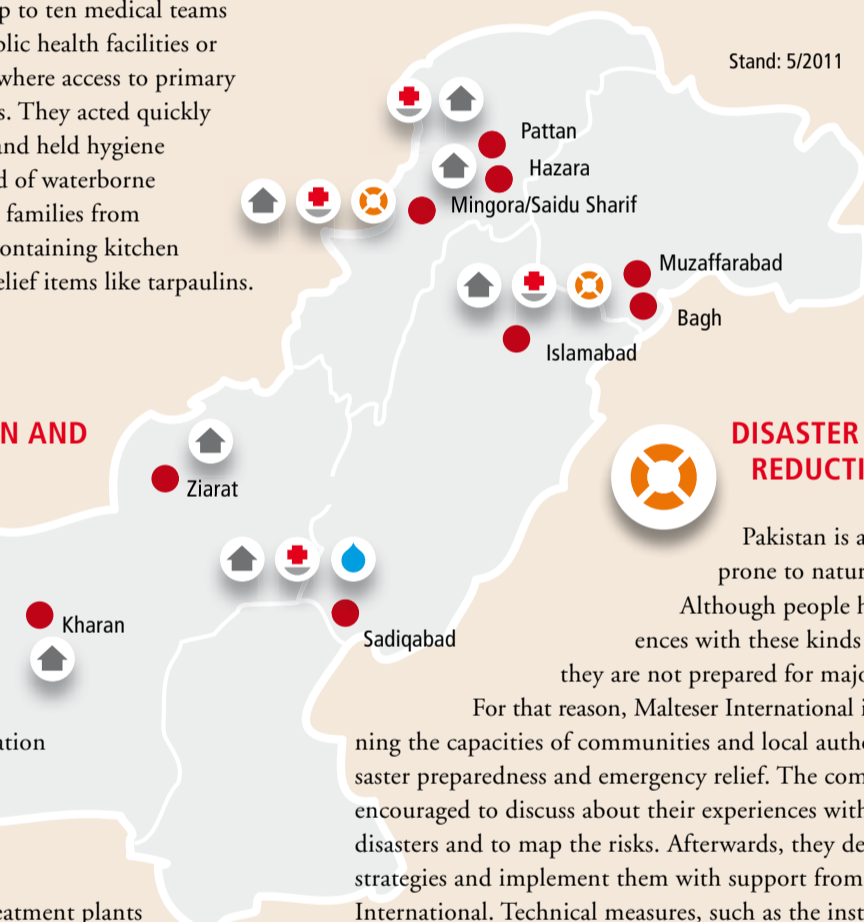 p to ten medical teams
blic health facilities or
where access to primary
s. They acted quickly
and held hygiene
d of waterborne
families from
ontaining kitchen
elief items like tarpaulins.
Stand: 5/2011
Pattan
Hazara
Mingora/Saidu Sharif
Muzaffarabad
Bagh
Islamabad
N AND
Ziarat
Kharan
Sadiqabad
ation
eatment plants
DISASTER
REDUCTI
Pakistan is a
prone to natur
Although people h
ences with these kinds
they are not prepared for majo
For that reason, Malteser International i
ning the capacities of communities and local autho
saster preparedness and emergency relief. The com
encouraged to discuss about their experiences with
disasters and to map the risks. Afterwards, they de
strategies and implement them with support from
International. Technical measures, such as the inst